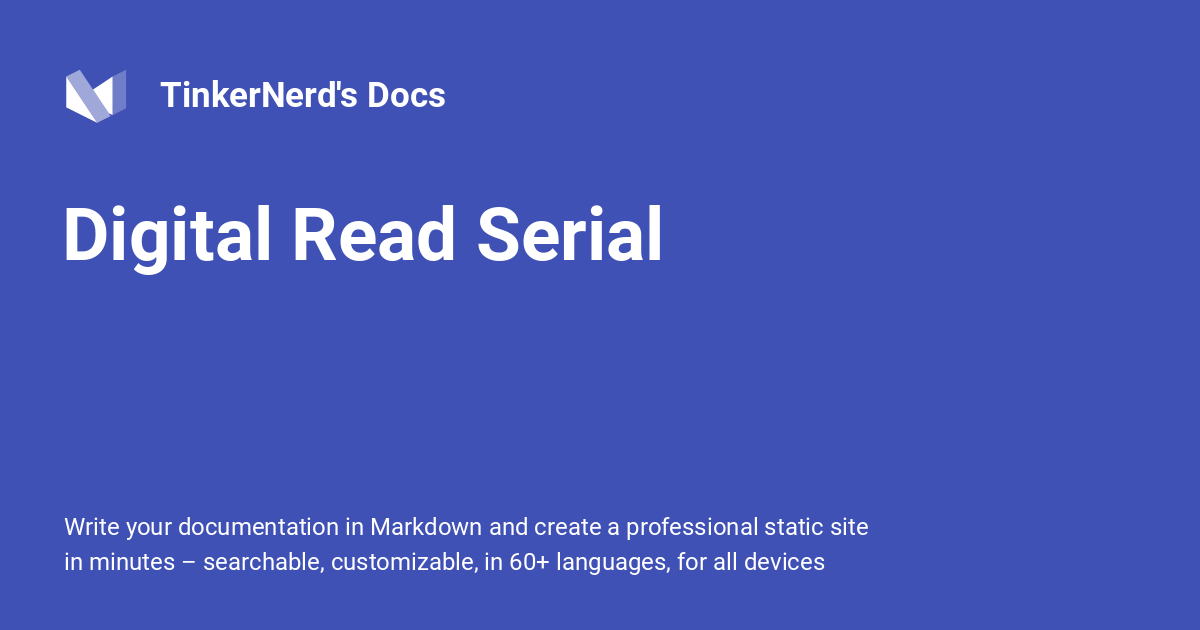 TinkerNerd's Docs
Digital Read Serial
Write your documentation in Markdown and create a professional static site
in minutes – searchable, customizable, in 60+ languages, for all devices